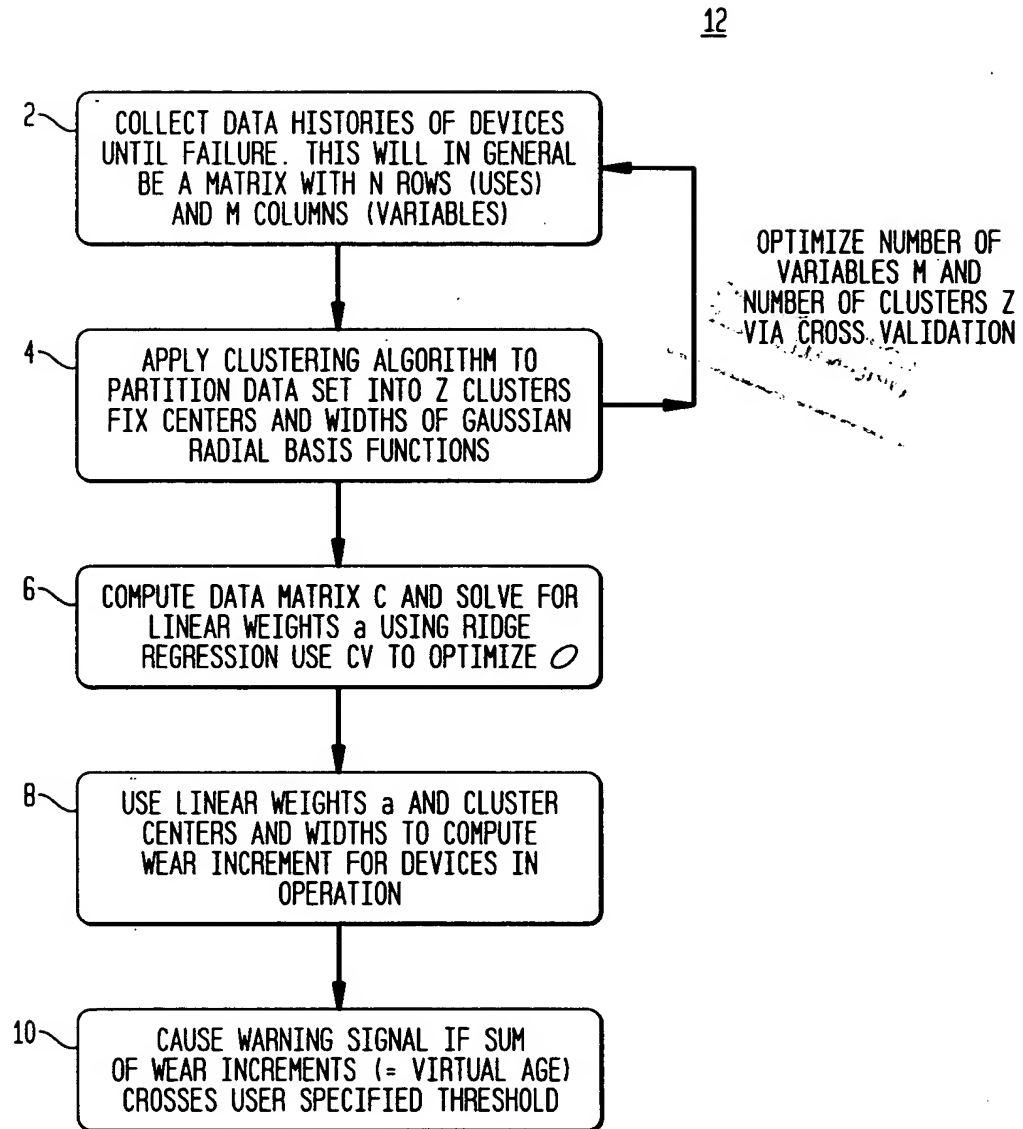 12
2
COLLECT DATA HISTORIES OF DEVICES
UNTIL FAILURE. THIS WILL IN GENERAL
BE A MATRIX WITH N ROWS (USES)
AND M COLUMNS (VARIABLES)
OPTIMIZE NUMBER OF
VARIABLES M AND
NUMBER OF CLUSTERS Z
VIA CROSS VALIDATION
4
APPLY CLUSTERING ALGORITHM TO
PARTITION DATA SET INTO Z CLUSTERS
FIX CENTERS AND WIDTHS OF GAUSSIAN
RADIAL BASIS FUNCTIONS
6
COMPUTE DATA MATRIX C AND SOLVE FOR
LINEAR WEIGHTS a USING RIDGE
REGRESSION USE CV TO OPTIMIZE
8
USE LINEAR WEIGHTS a AND CLUSTER
CENTERS AND WIDTHS TO COMPUTE
WEAR INCREMENT FOR DEVICES IN
OPERATION
10
CAUSE WARNING SIGNAL IF SUM
OF WEAR INCREMENTS (= VIRTUAL AGE)
CROSSES USER SPECIFIED THRESHOLD